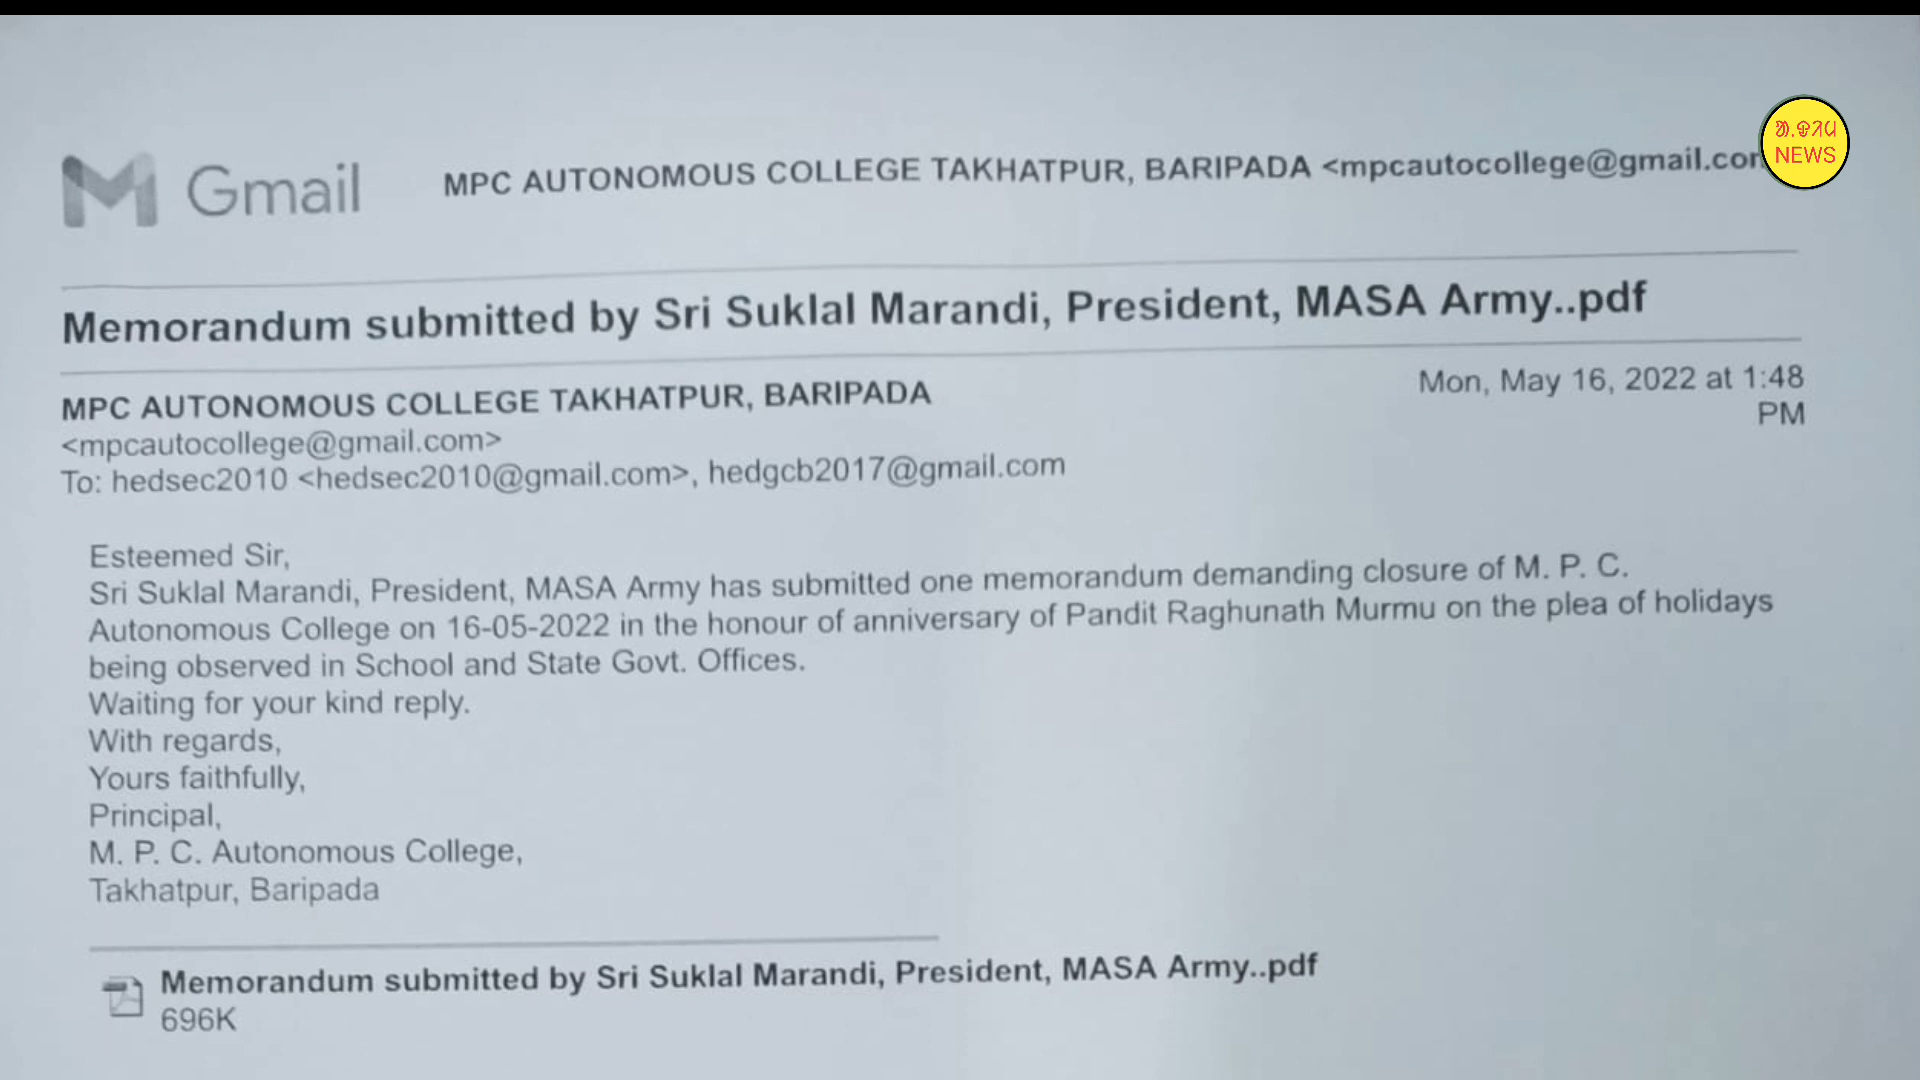 Gmail
MPC AUTONOMOUS COLLEGE TAKHATPUR, BARIPADA <mpcautocollege@gmail.com
NEWS
Memorandum submitted by Sri Suklal Marandi, President, MASA Army..pdf
MPC AUTONOMOUS COLLEGE TAKHATPUR, BARIPADA
<mpcautocollege@gmail.com>
Mon, May 16, 2022 at 1:48
PM
To: hedsec2010 <hedsec2010@gmail.com>, hedgcb2017@gmail.com
Esteemed Sir,
Sri Suklal Marandi, President, MASA Army has submitted one memorandum demanding closure of M. P. C.
Autonomous College on 16-05-2022 in the honour of anniversary of Pandit Raghunath Murmu on the plea of holidays
being observed in School and State Govt. Offices.
Waiting for your kind reply.
With regards,
Yours faithfully,
Principal,
M. P. C. Autonomous College,
Takhatpur, Baripada
Memorandum submitted by Sri Suklal Marandi, President, MASA Army..pdf
696K